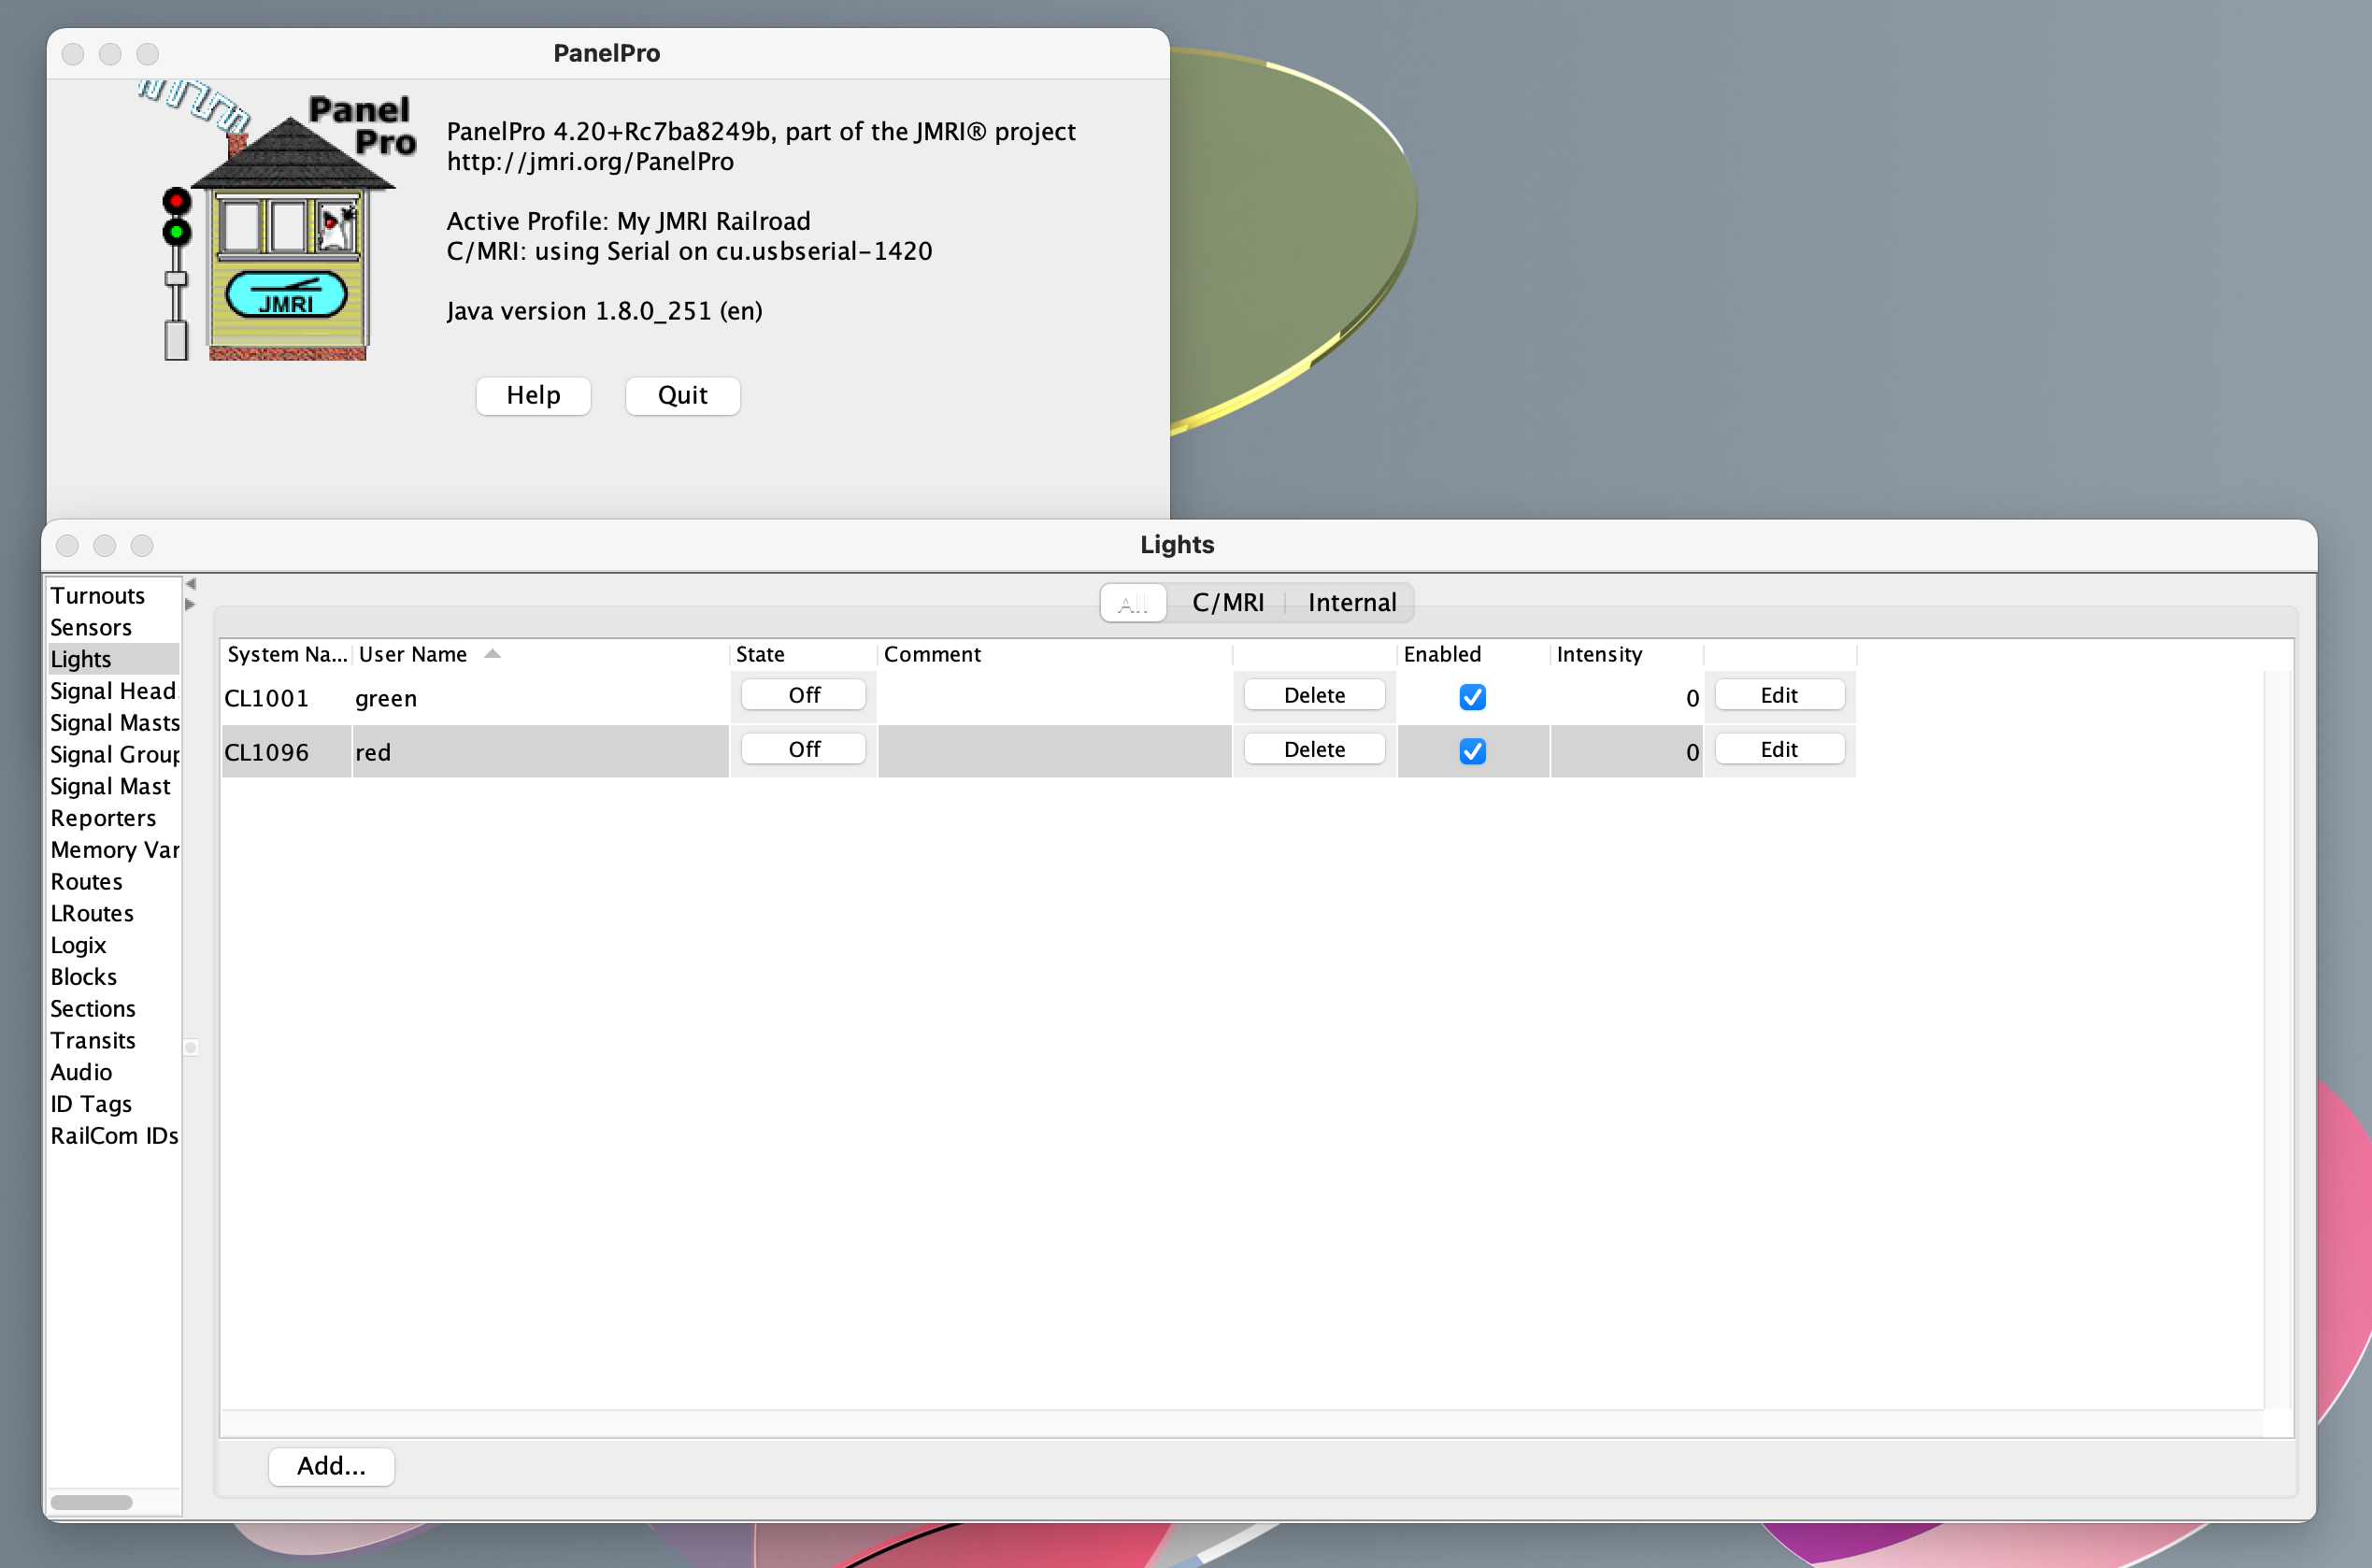 PanelPro
Panel
Pro
PanelPro 4.20+Rc7ba8249b, part of the JMRI® project
http://jmri.org/PanelPro
Active Profile: My JMRI Railroad
C/MRI: using Serial on cu.usbserial-1420
JMRI
Java version 1.8.0_251 (en)
Help Quit
Lights
Turnouts
Sensors
Lights
Signal Head
Signal Masts
Signal Group
Signal Mast
Reporters
Memory Var
Routes
LRoutes
Logix
Blocks
Sections
Transits
Audio
ID Tags
RailCom IDs
All C/MRI Internal
System Na... User Name State Comment Enabled Intensity
CL1001 green Off Delete 0 Edit
CL1096 red Off Delete 0 Edit
Add...